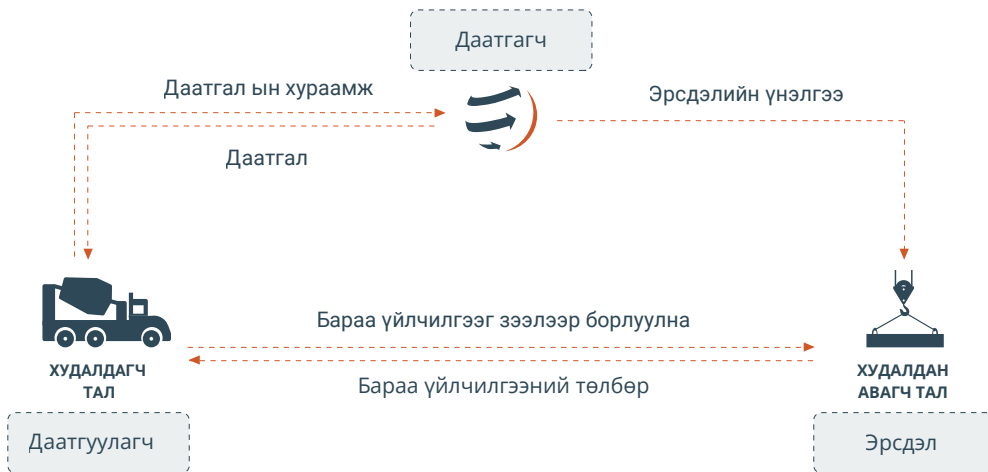 Даатгагч
Даатгал ын хураамж
Эрсдэлийн үнэлгээ
Даатгал
Бараа үйлчилгээг зээлээр борлуулна
Бараа үйлчилгээний төлбөр
ХУДАЛДАГЧ
ТАЛ
Даатгуулагч
ХУДАЛДАН
АВАГЧ ТАЛ
Эрсдэл